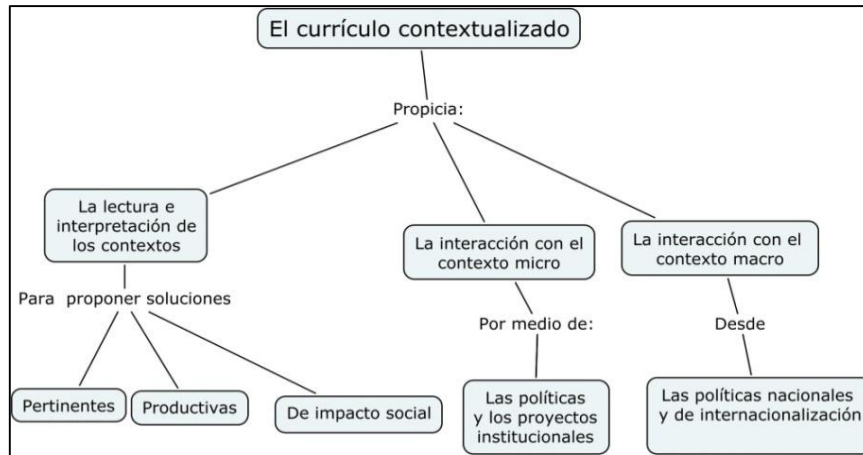 El currículo contextualizado
Propicia:
La lectura e
interpretación de
los contextos
La interacción con el
contexto micro
La interacción con el
contexto macro
Para proponer soluciones
Por medio de:
Desde
Pertinentes
Productivas
De impacto social
Las políticas
y los proyectos
institucionales
Las políticas nacionales
y de internacionalización